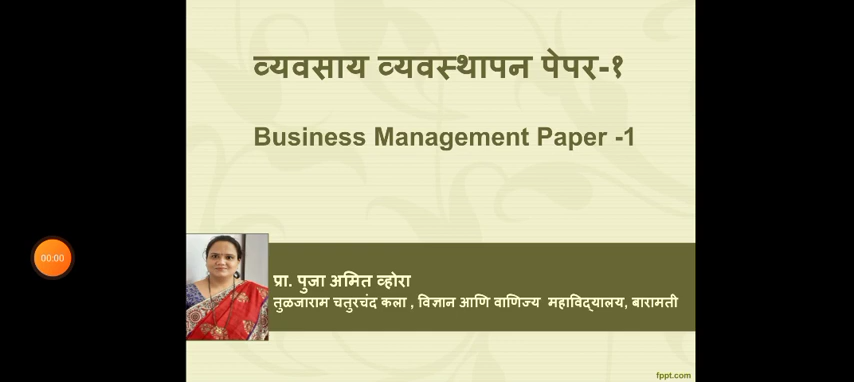 व्यवसाय व्यवस्थापन पेपर-१
Business Management Paper -1
00:00
प्रा. पुजा अमित व्होरा
तुळजाराम चतुरचंद कला , विज्ञान आणि वाणिज्य महाविद्यालय, बारामती
fppt.com